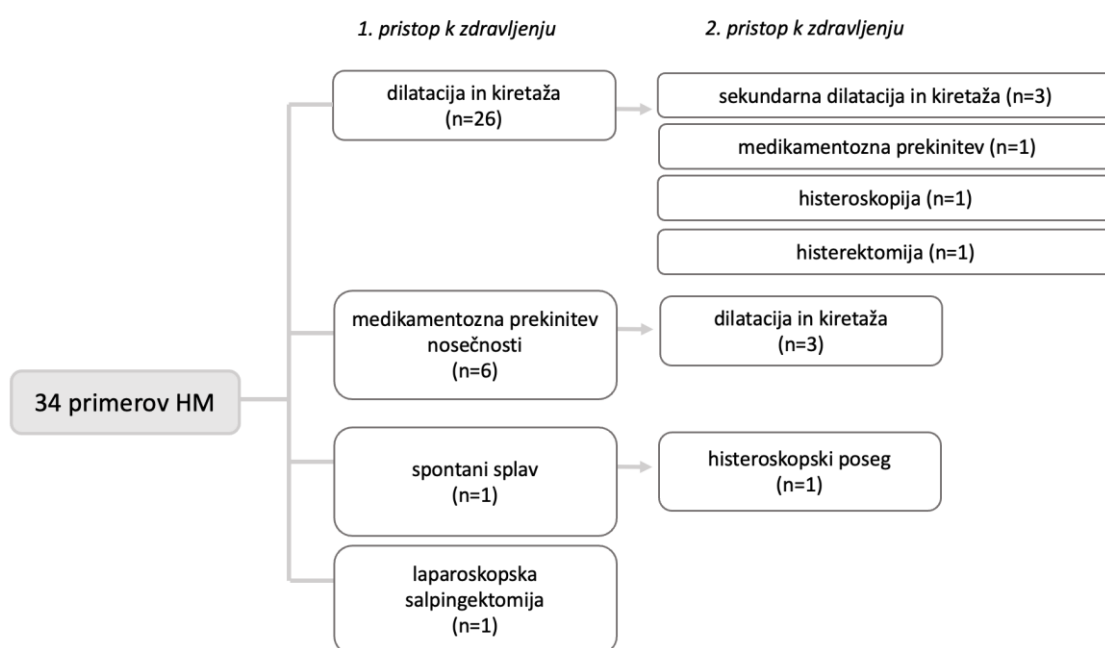 1. pristop k zdravljenju
2. pristop k zdravljenju
dilatacija in kiretaža
(n=26)
sekundarna dilatacija in kiretaža (n=3)
medikamentozna prekinitev (n=1)
histeroskopija (n=1)
histerektomija (n=1)
medikamentozna prekinitev
nosečnosti
(n=6)
dilatacija in kiretaža
(n=3)
34 primerov HM
spontani splav
(n=1)
histeroskopski poseg
(n=1)
laparoskopska
salpingektomija
(n=1)